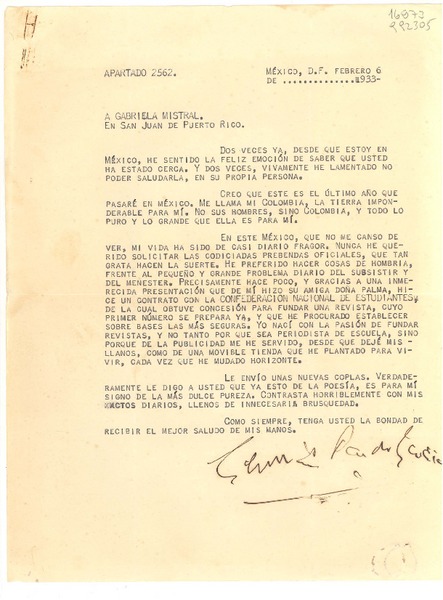 H
16873
992305
APARTADO 2562.
MÉXICO, D.F. FEBRERO 6
DE ..............1933-
A GABRIELA MISTRAL.
EN SAN JUAN DE PUERTO RICO.
DOS VECES YA, DESDE QUE ESTOY EN
MÉXICO, HE SENTIDO LA FELIZ EMOCIÓN DE SABER QUE USTED
HA ESTADO CERCA. Y DOS VECES, VIVAMENTE HE LAMENTADO NO
PODER SALUDARLA, EN SU PROPIA PERSONA.
CREO QUE ESTE ES EL ÚLTIMO AÑO QUE
PASARÉ EN MÉXICO. ME LLAMA MI COLOMBIA, LA TIERRA IMPON-
DERABLE PARA MÍ. NO SUS HOMBRES, SINO COLOMBIA, Y TODO LO
PURO Y LO GRANDE QUE ELLA ES PARA MÍ.
EN ESTE MÉXICO, QUE NO ME CANSO DE
VER, MI VIDA HA SIDO DE CASI DIARIO FRAGOR. NUNCA HE QUE-
RIDO SOLICITAR LAS CODICIADAS PREBENDAS OFICIALES, QUE TAN
GRATA HACEN LA SUERTE. HE PREFERIDO HACER COSAS DE HOMBRÍA,
FRENTE AL PEQUEÑO Y GRANDE PROBLEMA DIARIO DEL SUBSISTIR Y
DEL MENESTER. PRECISAMENTE HACE POCO, Y GRACIAS A UNA INME-
RECIDA PRESENTACIÓN QUE DE MÍ HIZO SU AMIGA DOÑA PALMA, HI-
CE UN CONTRATO CON LA CONFEDERACIÓN NACIONAL DE ESTUDIANTES,
DE LA CUAL OBTUVE CONCESIÓN PARA FUNDAR UNA REVISTA, CUYO
PRIMER NÚMERO SE PREPARA YA, Y QUE HE PROCURADO ESTABLECER
SOBRE BASES LAS MÁS SEGURAS. YO NACÍ CON LA PASIÓN DE FUNDAR
REVISTAS, Y NO TANTO POR QUE SEA PERIODISTA DE ESCUELA, SINO
PORQUE DE LA PUBLICIDAD ME HE SERVIDO, DESDE QUE DEJÉ MIS
LLANOS, COMO DE UNA MOVIBLE TIENDA QUE HE PLANTADO PARA VI-
VIR, CADA VEZ QUE HE MUDADO HORIZONTE.
LE ENVÍO UNAS NUEVAS COPLAS. VERDADE-
RAMENTE LE DIGO A USTED QUE YA ESTO DE LA POESÍA, ES PARA MÍ
SIGNO DE LA MÁS DULCE PUREZA. CONTRASTA HORRIBLEMENTE CON MIS
ACTOS DIARIOS, LLENOS DE INNECESARIA BRUSQUEDAD.
COMO SIEMPRE, TENGA USTED LA BONDAD DE
RECIBIR EL MEJOR SALUDO DE MIS MANOS.
Germán Pardo García